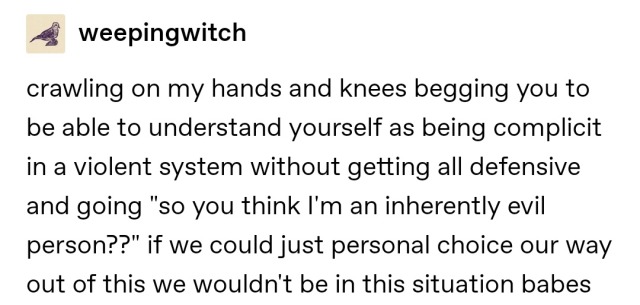 weepingwitch
crawling on my hands and knees begging you to
be able to understand yourself as being complicit
in a violent system without getting all defensive
and going "so you think I'm an inherently evil
person??" if we could just personal choice our way
out of this we wouldn't be in this situation babes